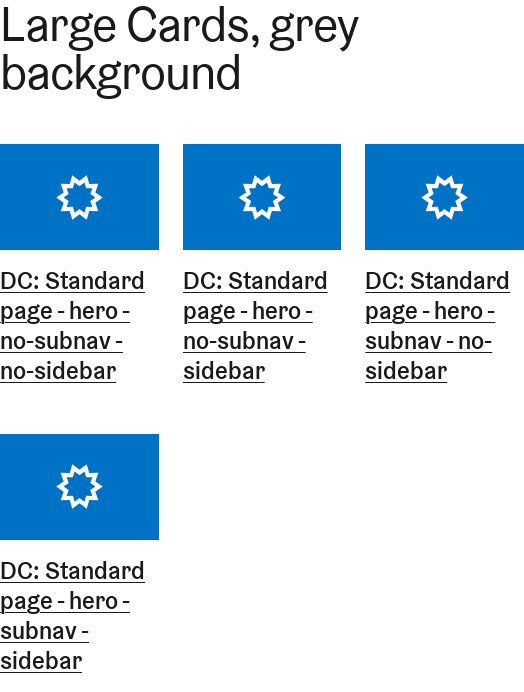 Large Cards, grey
background
DC: Standard
page - hero -
no-subnav -
no-sidebar
DC: Standard
page - hero -
no-subnav -
sidebar
DC: Standard
page - hero -
subnav - no-
sidebar
DC: Standard
page - hero -
subnav -
sidebar